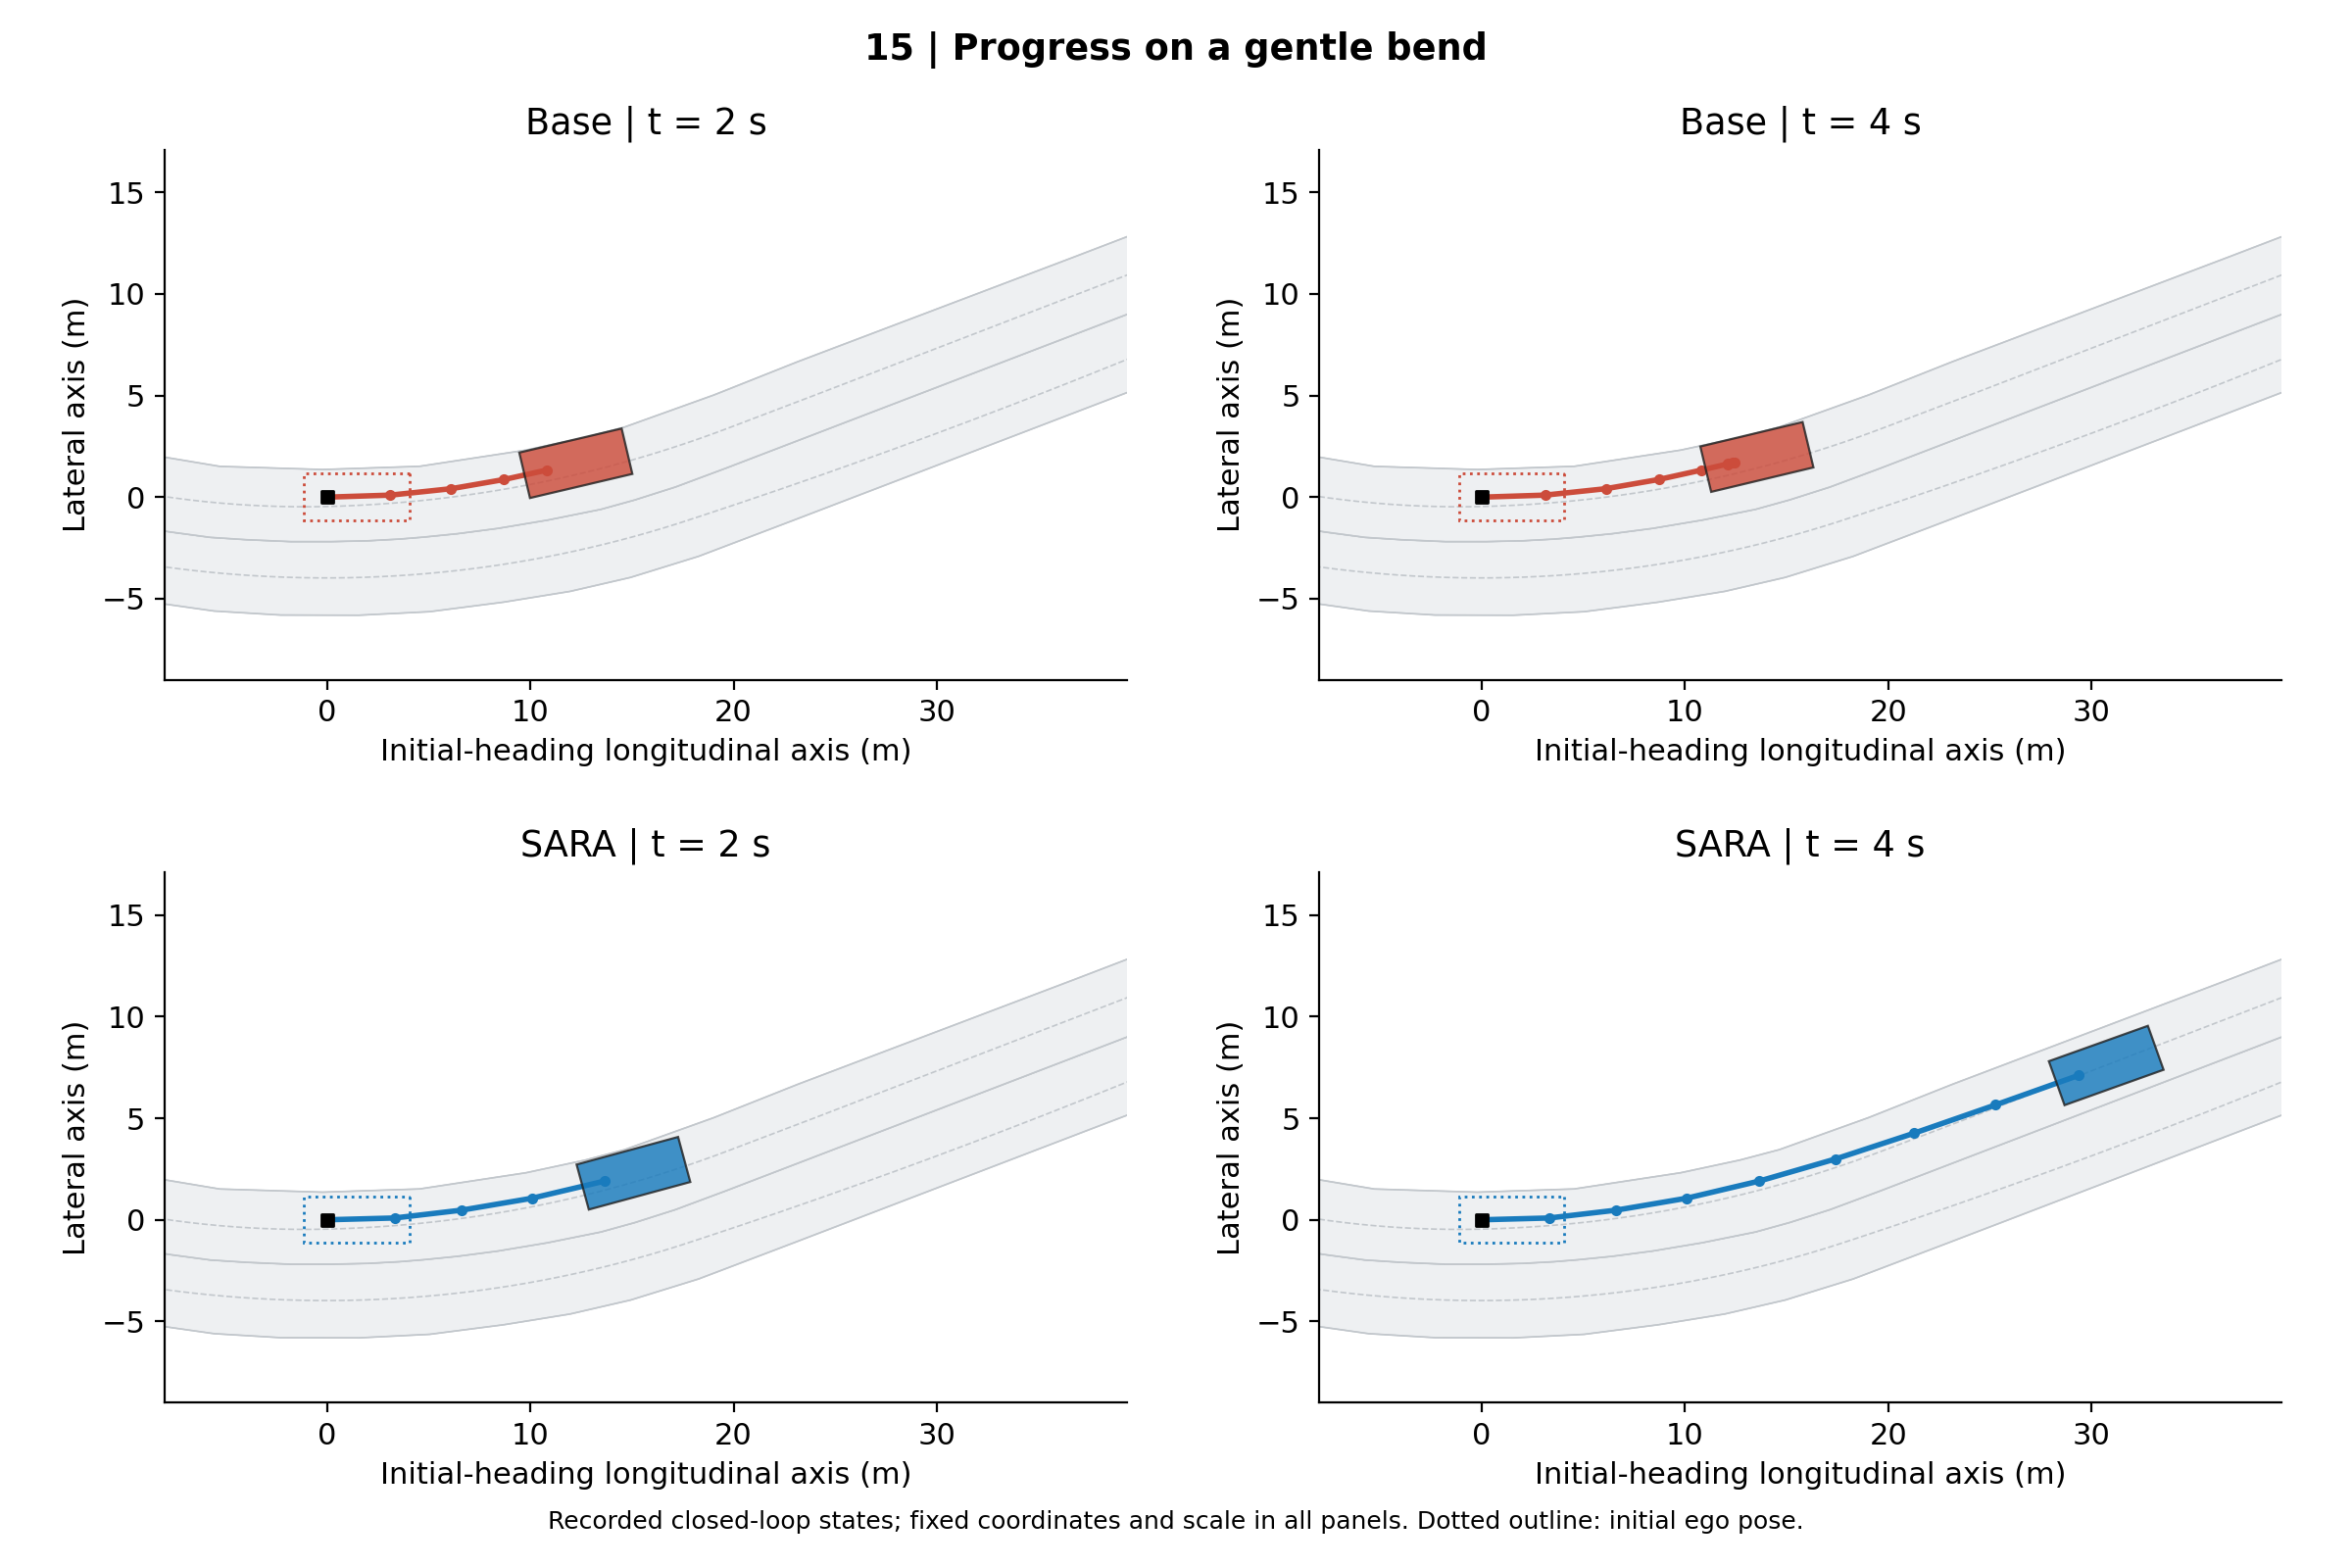 15 | Progress on a gentle bend
Base | t = 2 s
Lateral axis (m)
15
10
5
0
−5
0 10 20 30
Initial-heading longitudinal axis (m)
Base | t = 4 s
Lateral axis (m)
15
10
5
0
−5
0 10 20 30
Initial-heading longitudinal axis (m)
SARA | t = 2 s
Lateral axis (m)
15
10
5
0
−5
0 10 20 30
Initial-heading longitudinal axis (m)
SARA | t = 4 s
Lateral axis (m)
15
10
5
0
−5
0 10 20 30
Initial-heading longitudinal axis (m)
Recorded closed-loop states; fixed coordinates and scale in all panels. Dotted outline: initial ego pose.